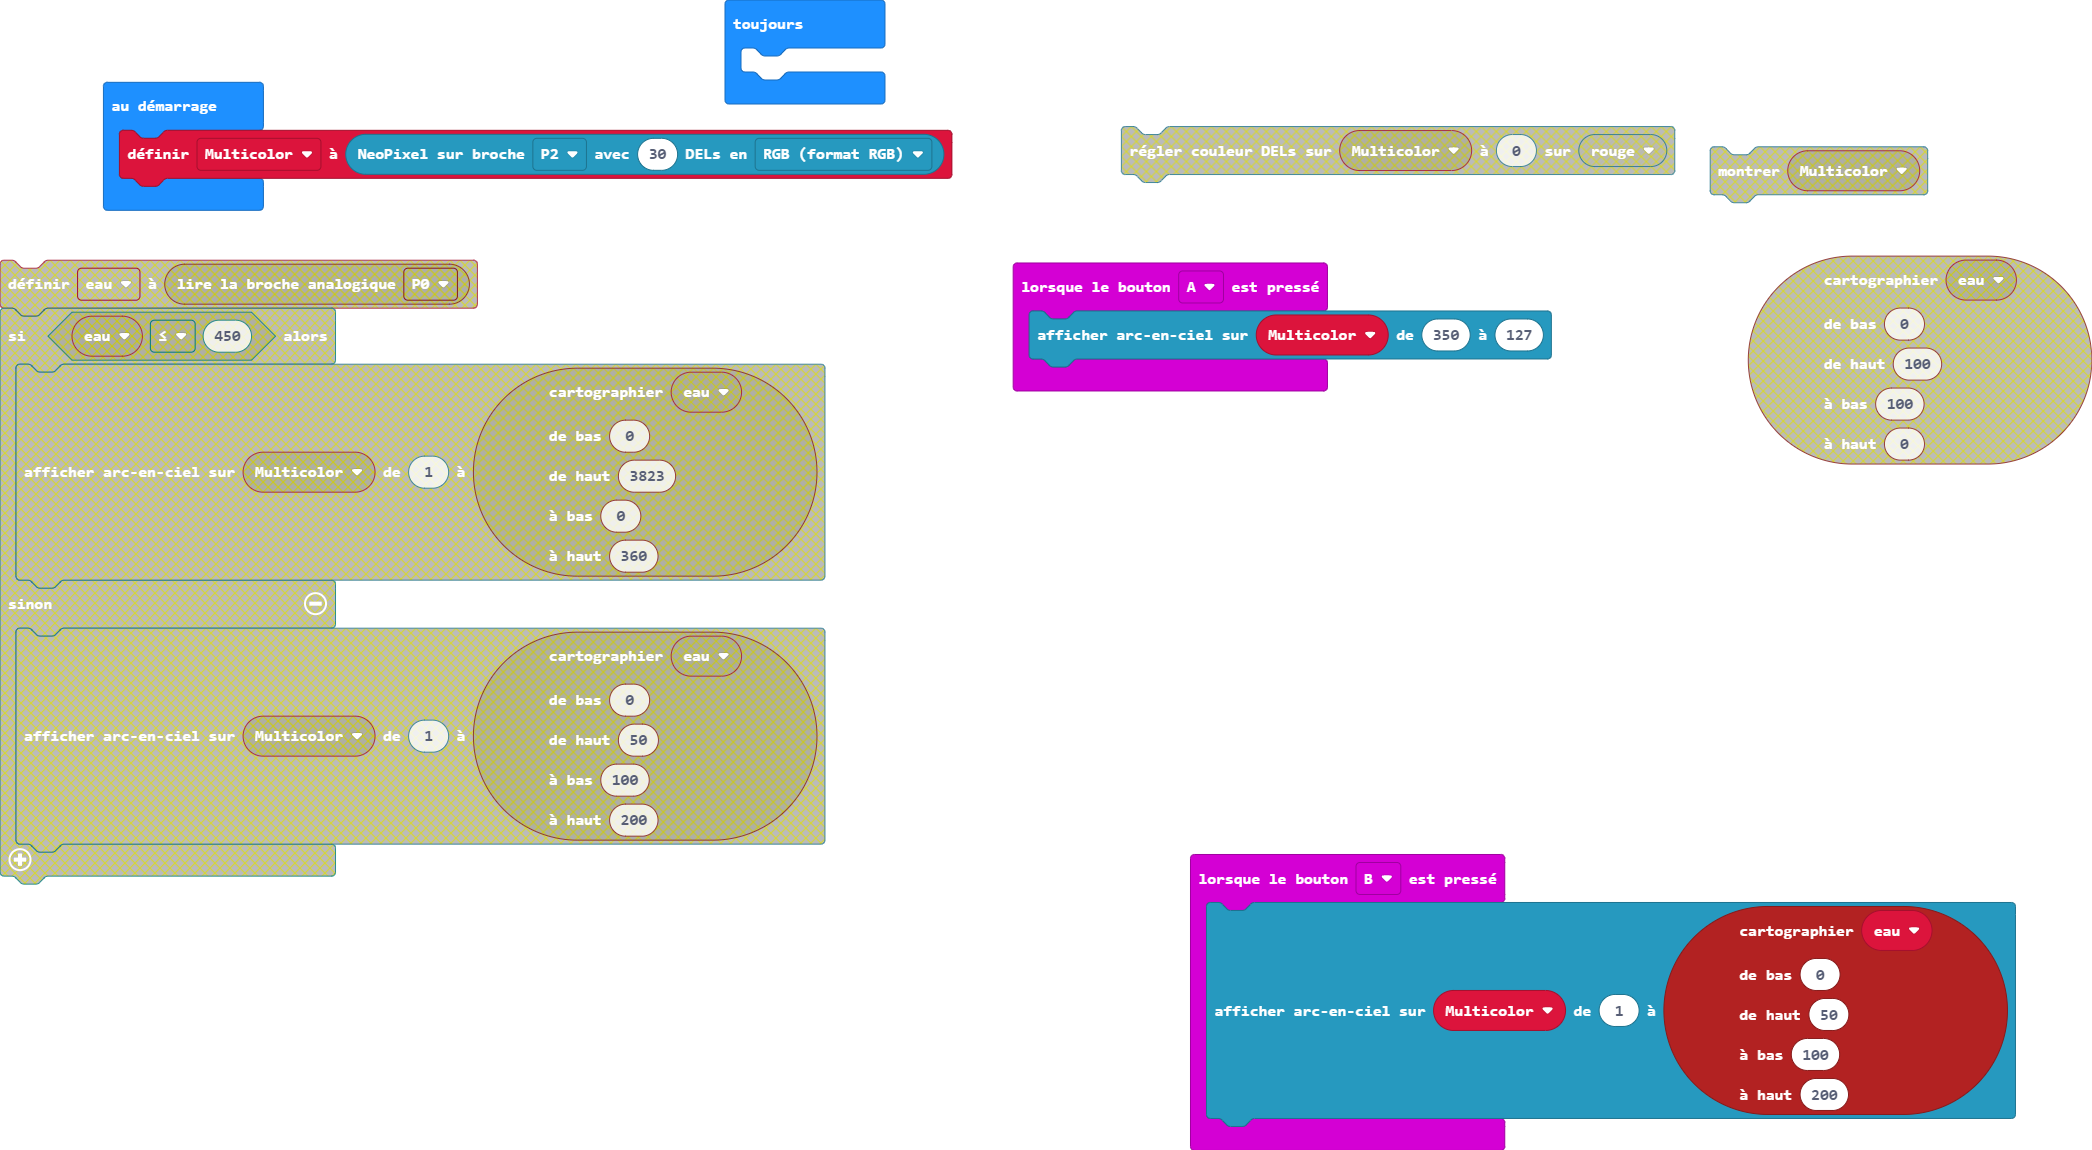 toujours
au démarrage
définir Multicolor à NeoPixel sur broche P2 avec 30 DELs en RGB (format RGB)
régler couleur DELs sur Multicolor à 0 sur rouge
montrer Multicolor
définir eau à lire la broche analogique P0
si eau ≤ 450 alors
afficher arc-en-ciel sur Multicolor de 1 à
cartographier eau
de bas 0
de haut 3823
à bas 0
à haut 360
sinon
afficher arc-en-ciel sur Multicolor de 1 à
cartographier eau
de bas 0
de haut 50
à bas 100
à haut 200
lorsque le bouton A est pressé
afficher arc-en-ciel sur Multicolor de 350 à 127
cartographier eau
de bas 0
de haut 100
à bas 100
à haut 0
lorsque le bouton B est pressé
afficher arc-en-ciel sur Multicolor de 1 à
cartographier eau
de bas 0
de haut 50
à bas 100
à haut 200